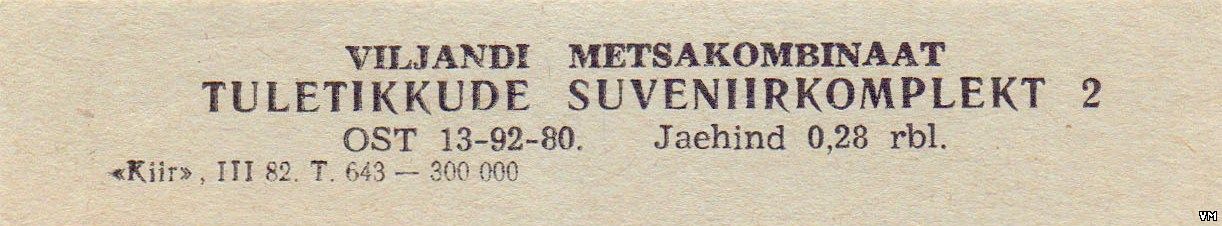 VILJANDI METSAKOMBINAAT
TULETIKKUDE SUVENIIRKOMPLEKT 2
OST 13-92-80. Jaehind 0,28 rbl.
«Kiir», III 82. T. 643 — 300 000
VM